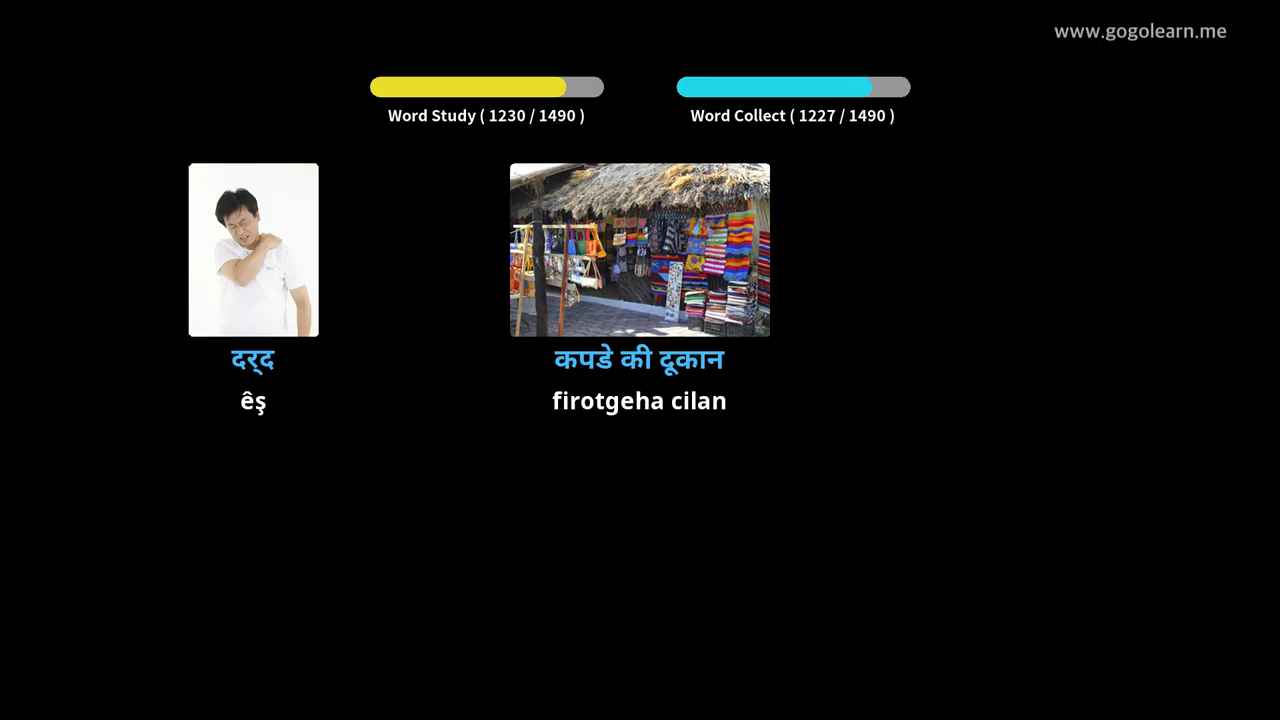 www.gogolearn.me
Word Study ( 1230 / 1490 )
Word Collect ( 1227 / 1490 )
दर्द
कपडे की दूकान
êş
firotgeha cilan